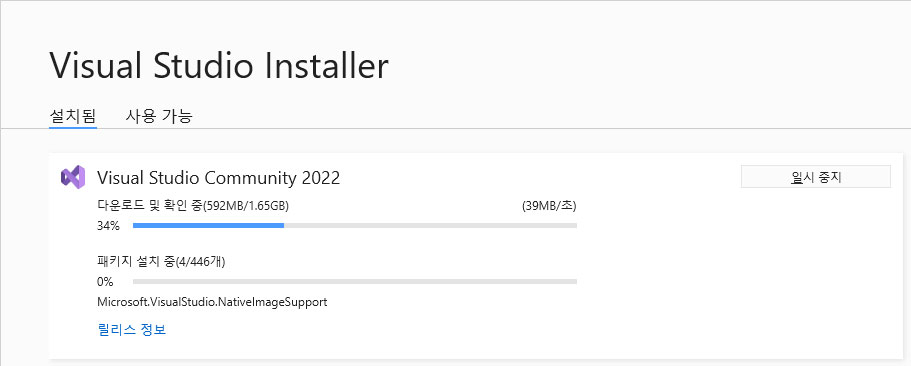 Visual Studio Installer
설치됨 사용 가능
Visual Studio Community 2022 일시 중지
다운로드 및 확인 중(592MB/1.65GB) (39MB/초)
34%
패키지 설치 중(4/446개)
0%
Microsoft.VisualStudio.NativeImageSupport
릴리스 정보